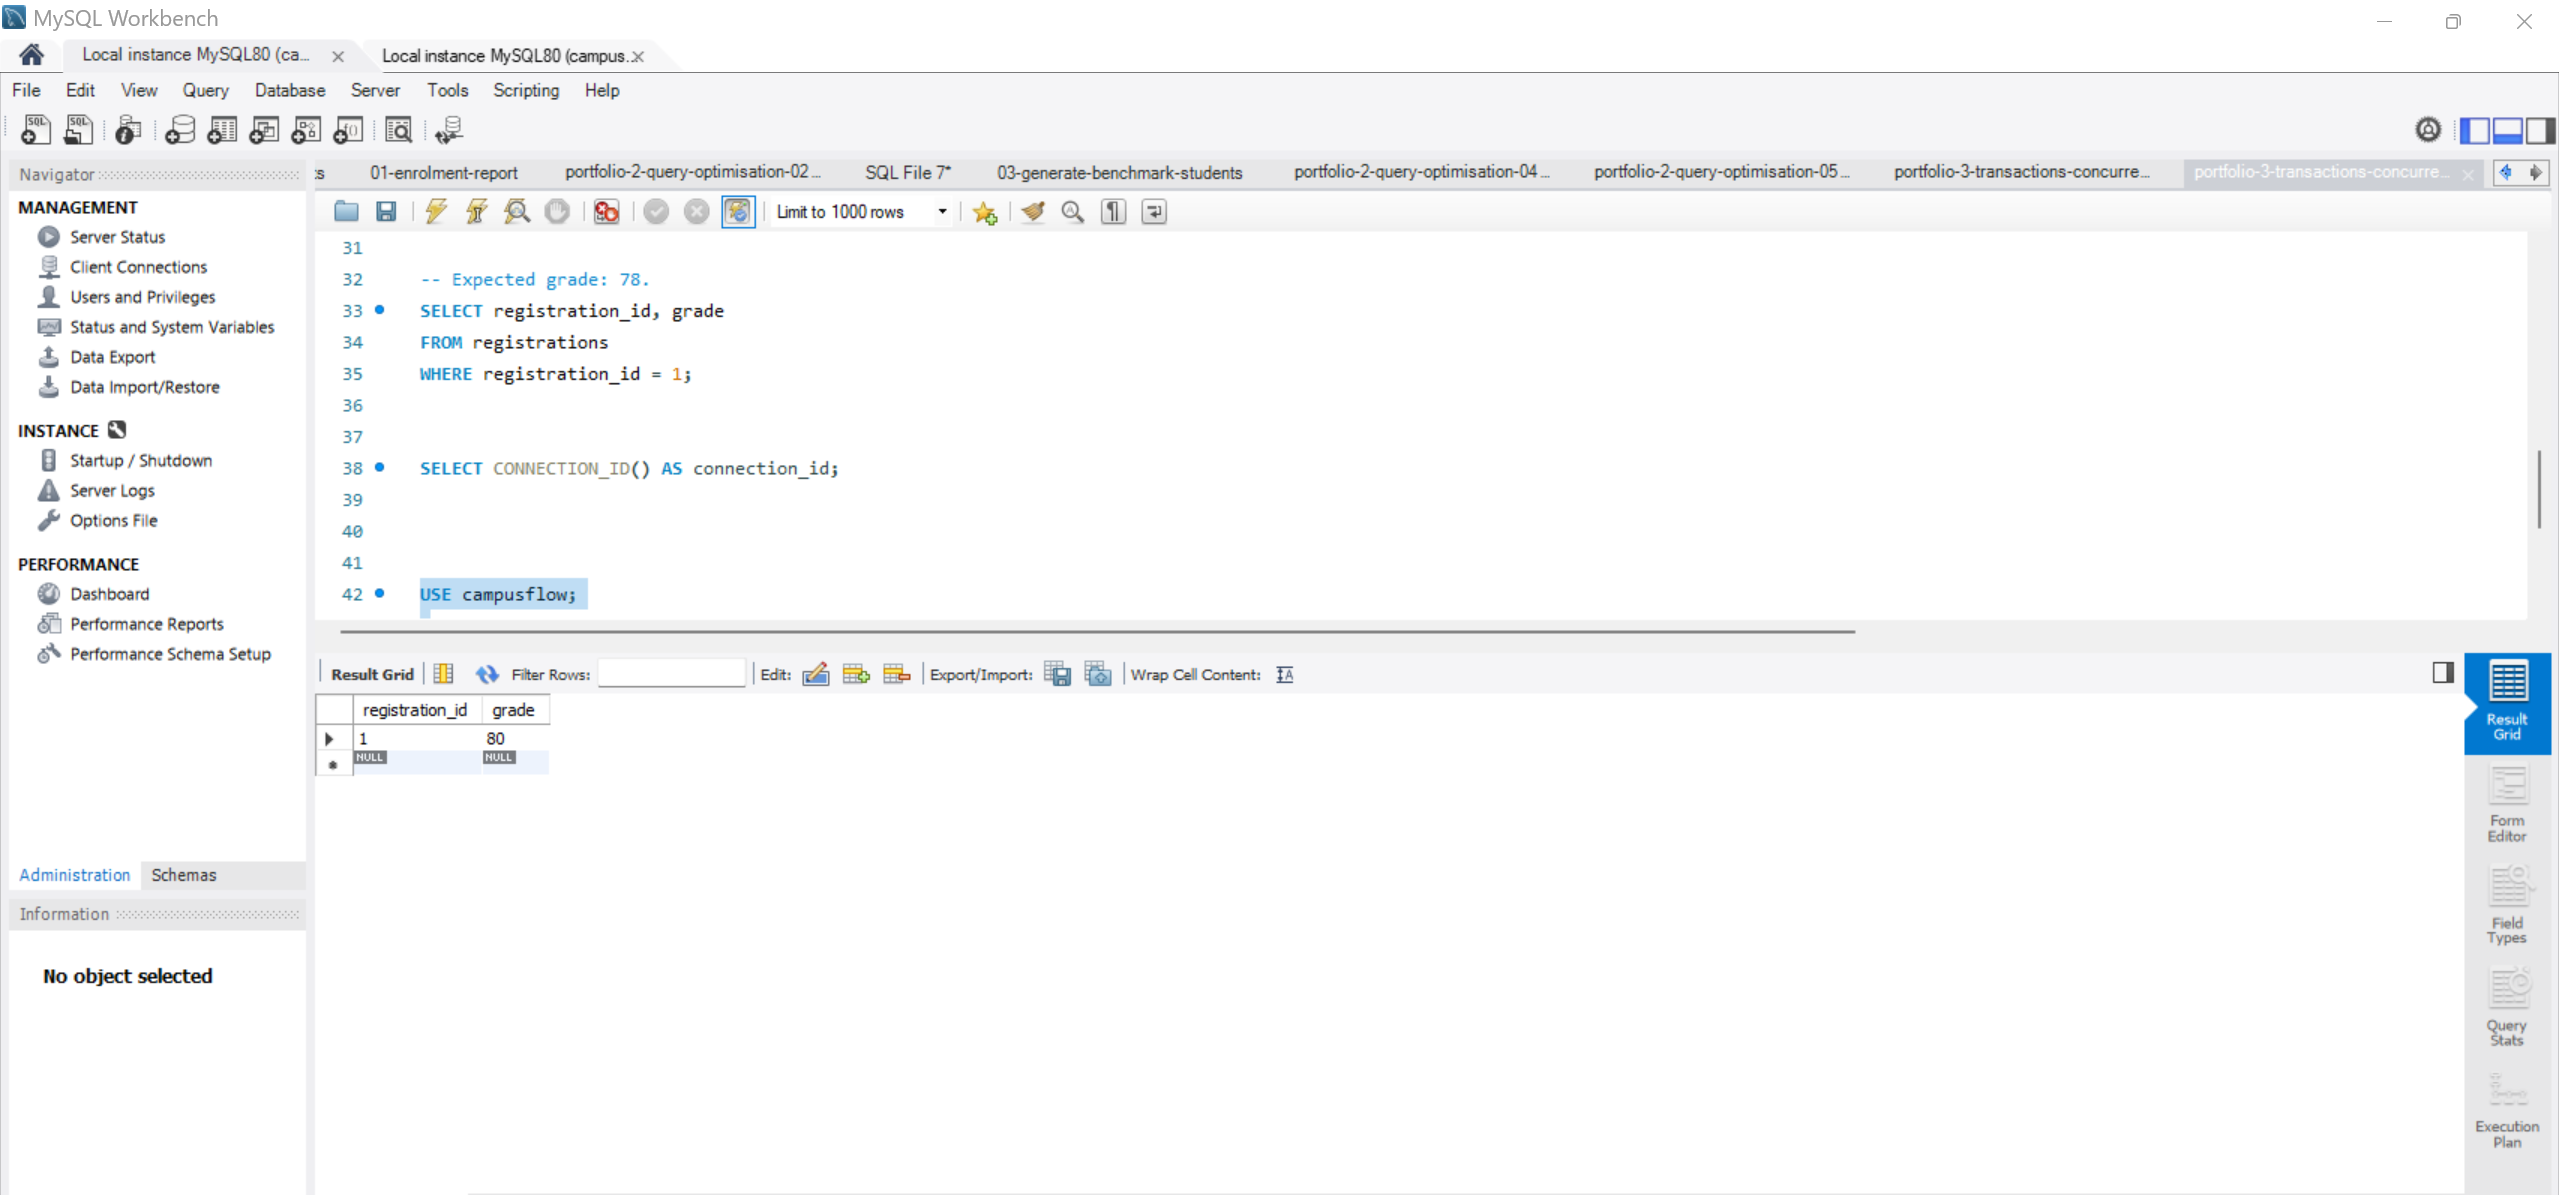 MySQL Workbench
Local instance MySQL80 (ca...
Local instance MySQL80 (campus...
File Edit View Query Database Server Tools Scripting Help
Navigator
s 01-enrolment-report portfolio-2-query-optimisation-02... SQL File 7* 03-generate-benchmark-students portfolio-2-query-optimisation-04... portfolio-2-query-optimisation-05... portfolio-3-transactions-concurre... portfolio-3-transactions-concurre...
Limit to 1000 rows
MANAGEMENT
Server Status
Client Connections
Users and Privileges
Status and System Variables
Data Export
Data Import/Restore
INSTANCE
Startup / Shutdown
Server Logs
Options File
PERFORMANCE
Dashboard
Performance Reports
Performance Schema Setup
Administration Schemas
Information
No object selected
31
32 -- Expected grade: 78.
33 SELECT registration_id, grade
34 FROM registrations
35 WHERE registration_id = 1;
36
37
38 SELECT CONNECTION_ID() AS connection_id;
39
40
41
42 USE campusflow;
Result Grid Filter Rows: Edit: Export/Import: Wrap Cell Content: IA
registration_id grade
1 80
NULL NULL
Result
Grid
Form
Editor
Field
Types
Query
Stats
Execution
Plan